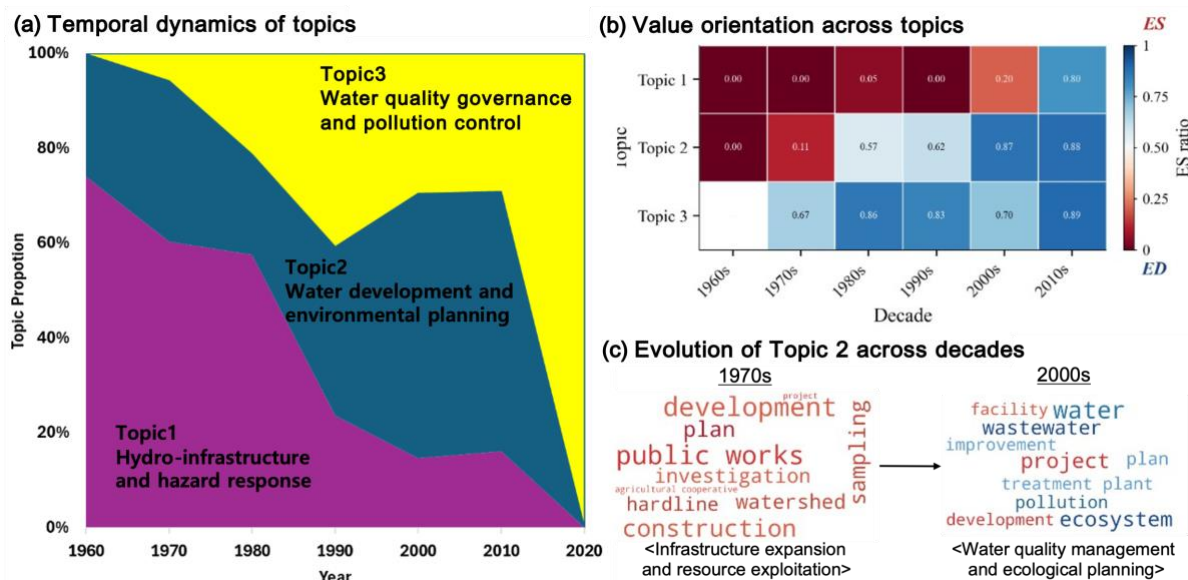 (a) Temporal dynamics of topics
100%
80%
60%
40%
20%
0%
Topic Propotion
Topic3
Water quality governance
and pollution control
Topic2
Water development and
environmental planning
Topic1
Hydro-infrastructure
and hazard response
1960 1970 1980 1990 2000 2010 2020
Year
(b) Value orientation across topics
ES
Topic
Topic 1 0.00 0.00 0.05 0.00 0.20 0.80
Topic 2 0.00 0.11 0.57 0.62 0.87 0.88
Topic 3 0.67 0.86 0.83 0.70 0.89
1960s 1970s 1980s 1990s 2000s 2010s
Decade
1
0.75
0.50
0.25
0
ES ratio
ED
(c) Evolution of Topic 2 across decades
1970s
project
development
plan
public works
investigation
agricultural cooperative
hardline watershed
construction
sampling
<Infrastructure expansion
and resource exploitation>
2000s
facility water
wastewater
improvement
project plan
treatment plant
pollution
development ecosystem
<Water quality management
and ecological planning>